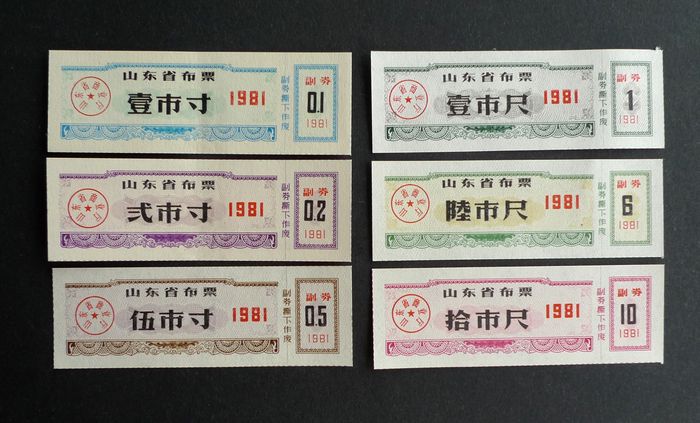 山东省布票
壹市寸
1981
副券撕下作废
副券
0.1
1981
山东省布票
弍市寸
1981
副券撕下作废
副券
0.2
1981
山东省布票
伍市寸
1981
副券撕下作废
副券
0.5
1981
山东省布票
壹市尺
1981
副券撕下作废
副券
1
1981
山东省布票
陸市尺
1981
副券撕下作废
副券
6
1981
山东省布票
拾市尺
1981
副券撕下作废
副券
10
1981